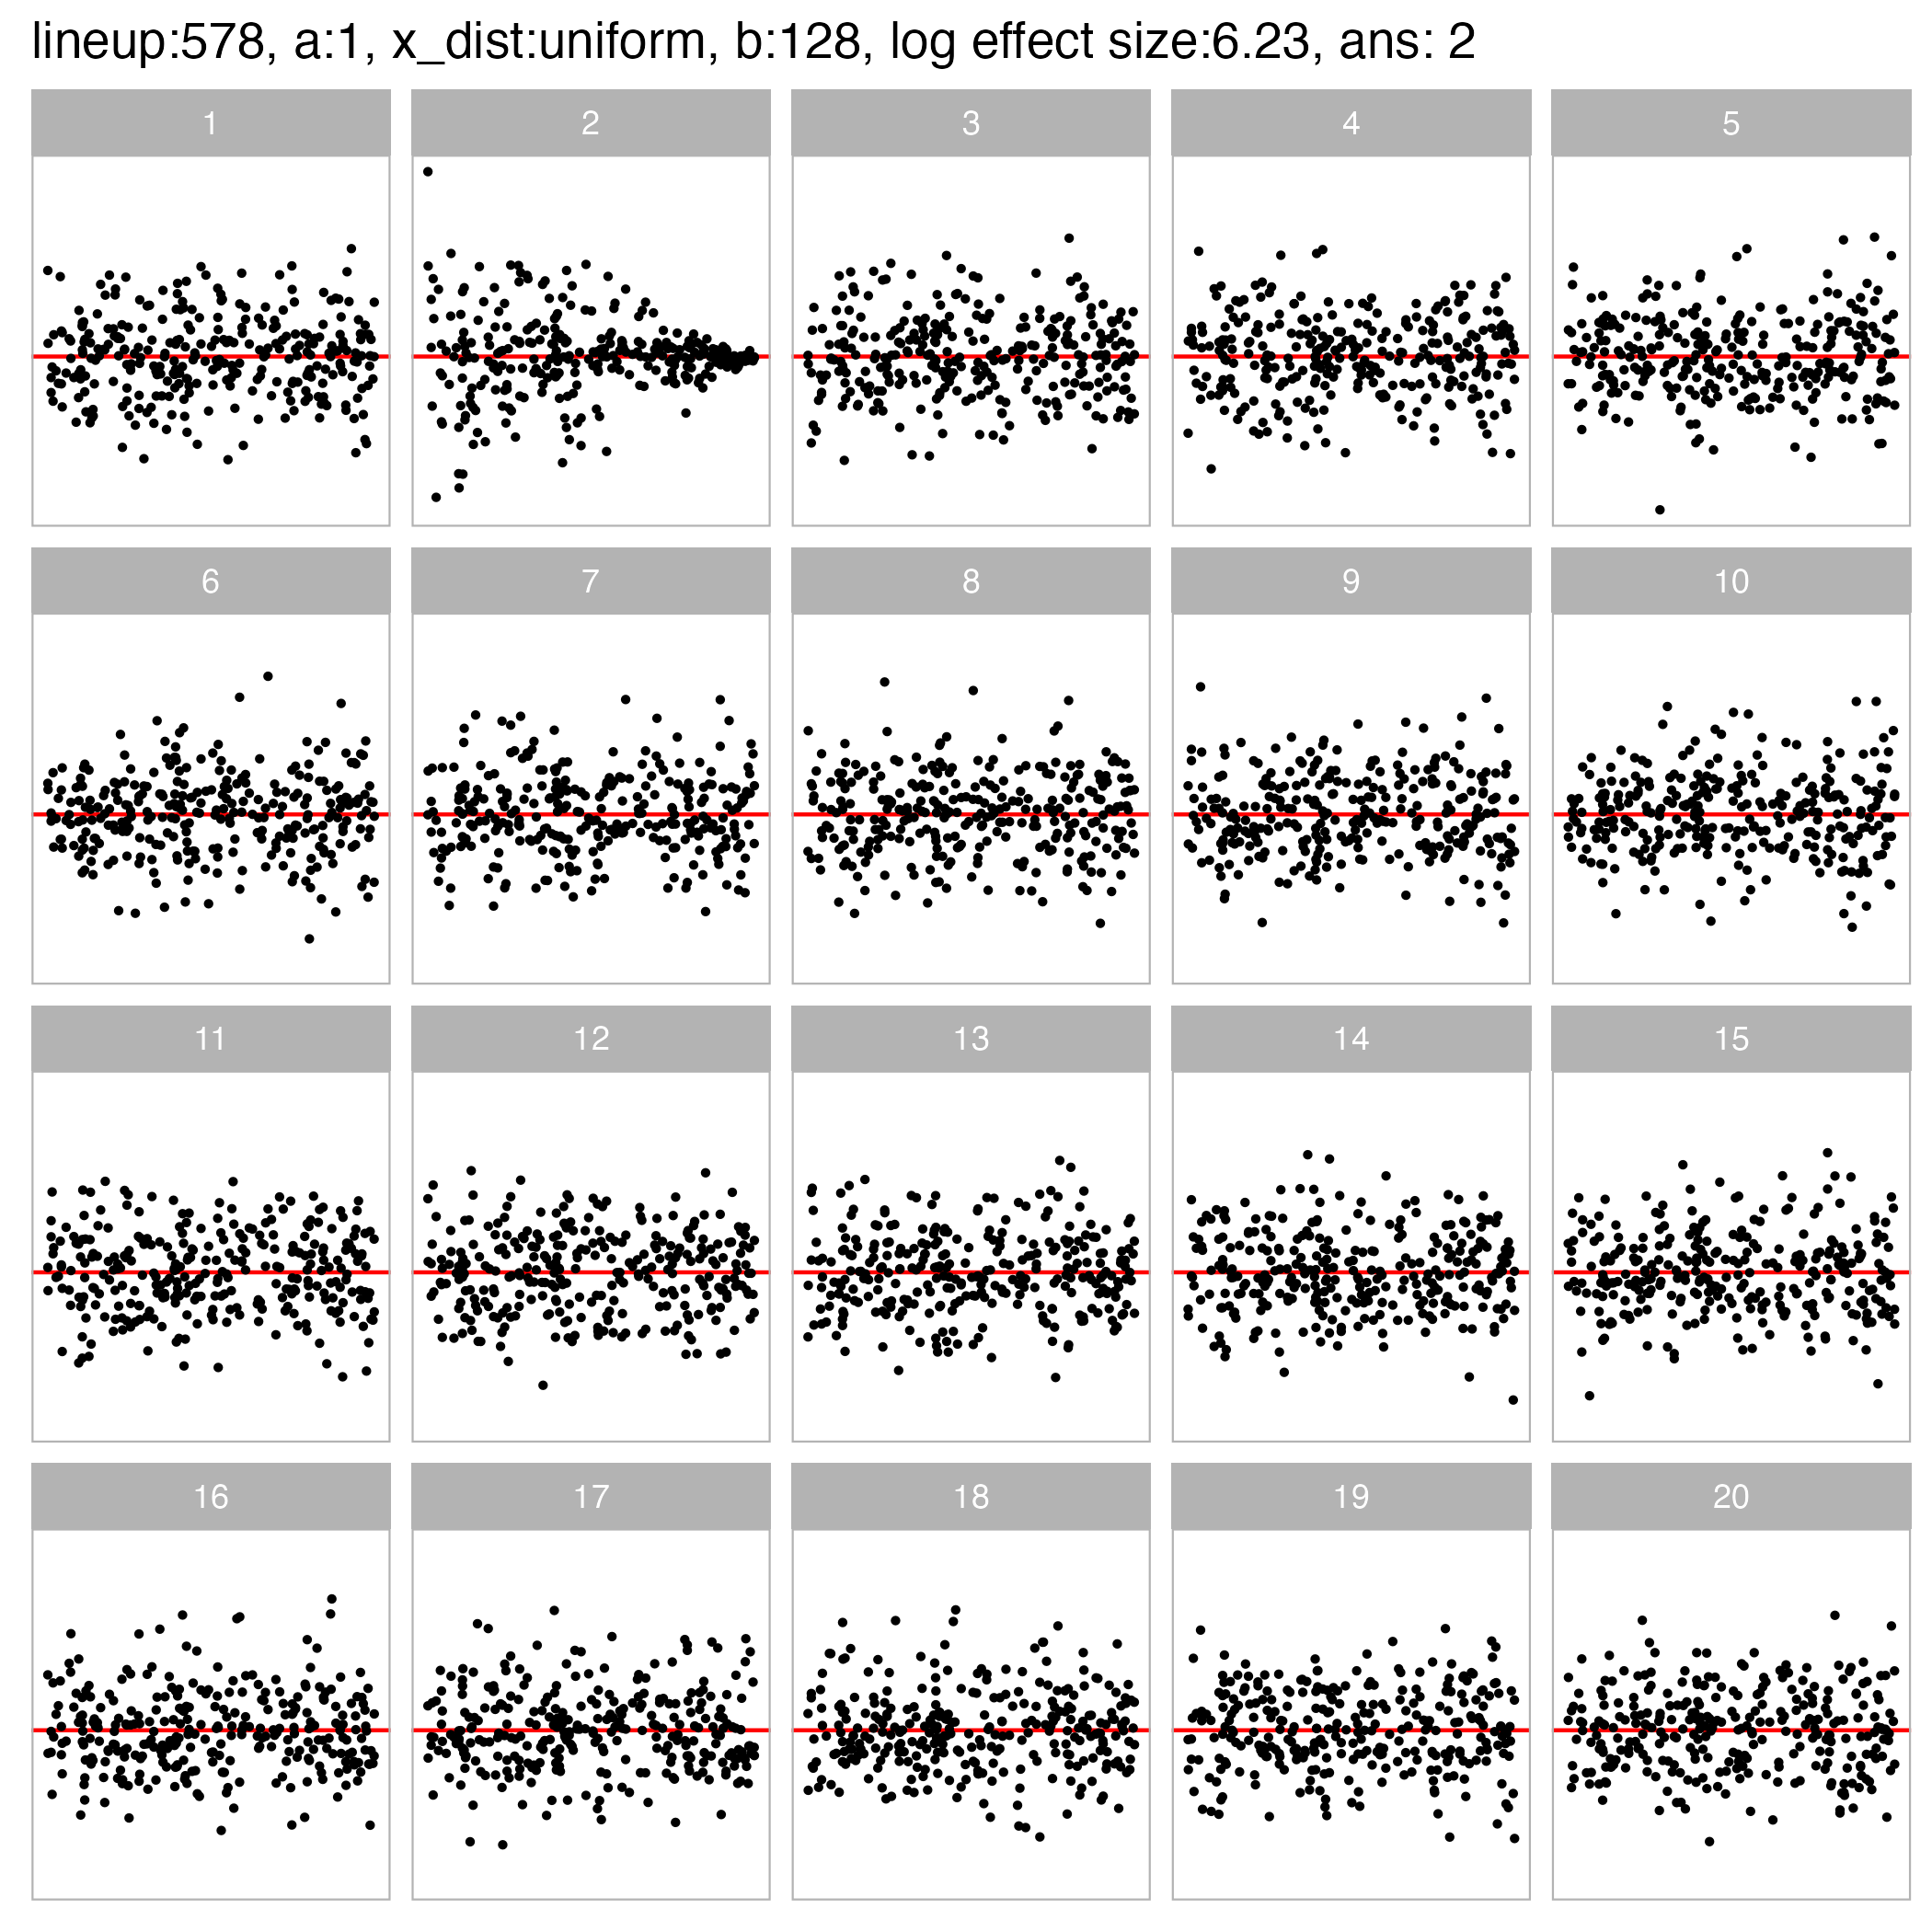 lineup:578, a:1, x_dist:uniform, b:128, log effect size:6.23, ans: 2
1 2 3 4 5
6 7 8 9 10
11 12 13 14 15
16 17 18 19 20